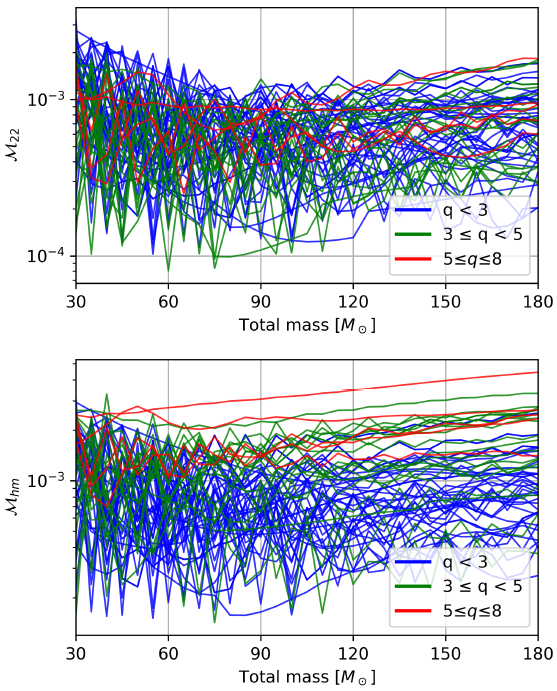 10⁻³
10⁻⁴
ℳ₂₂
q < 3
3 ≤ q < 5
5≤q≤8
30 60 90 120 150 180
Total mass [M⊙]
10⁻³
ℳₕₘ
q < 3
3 ≤ q < 5
5≤q≤8
30 60 90 120 150 180
Total mass [M⊙]